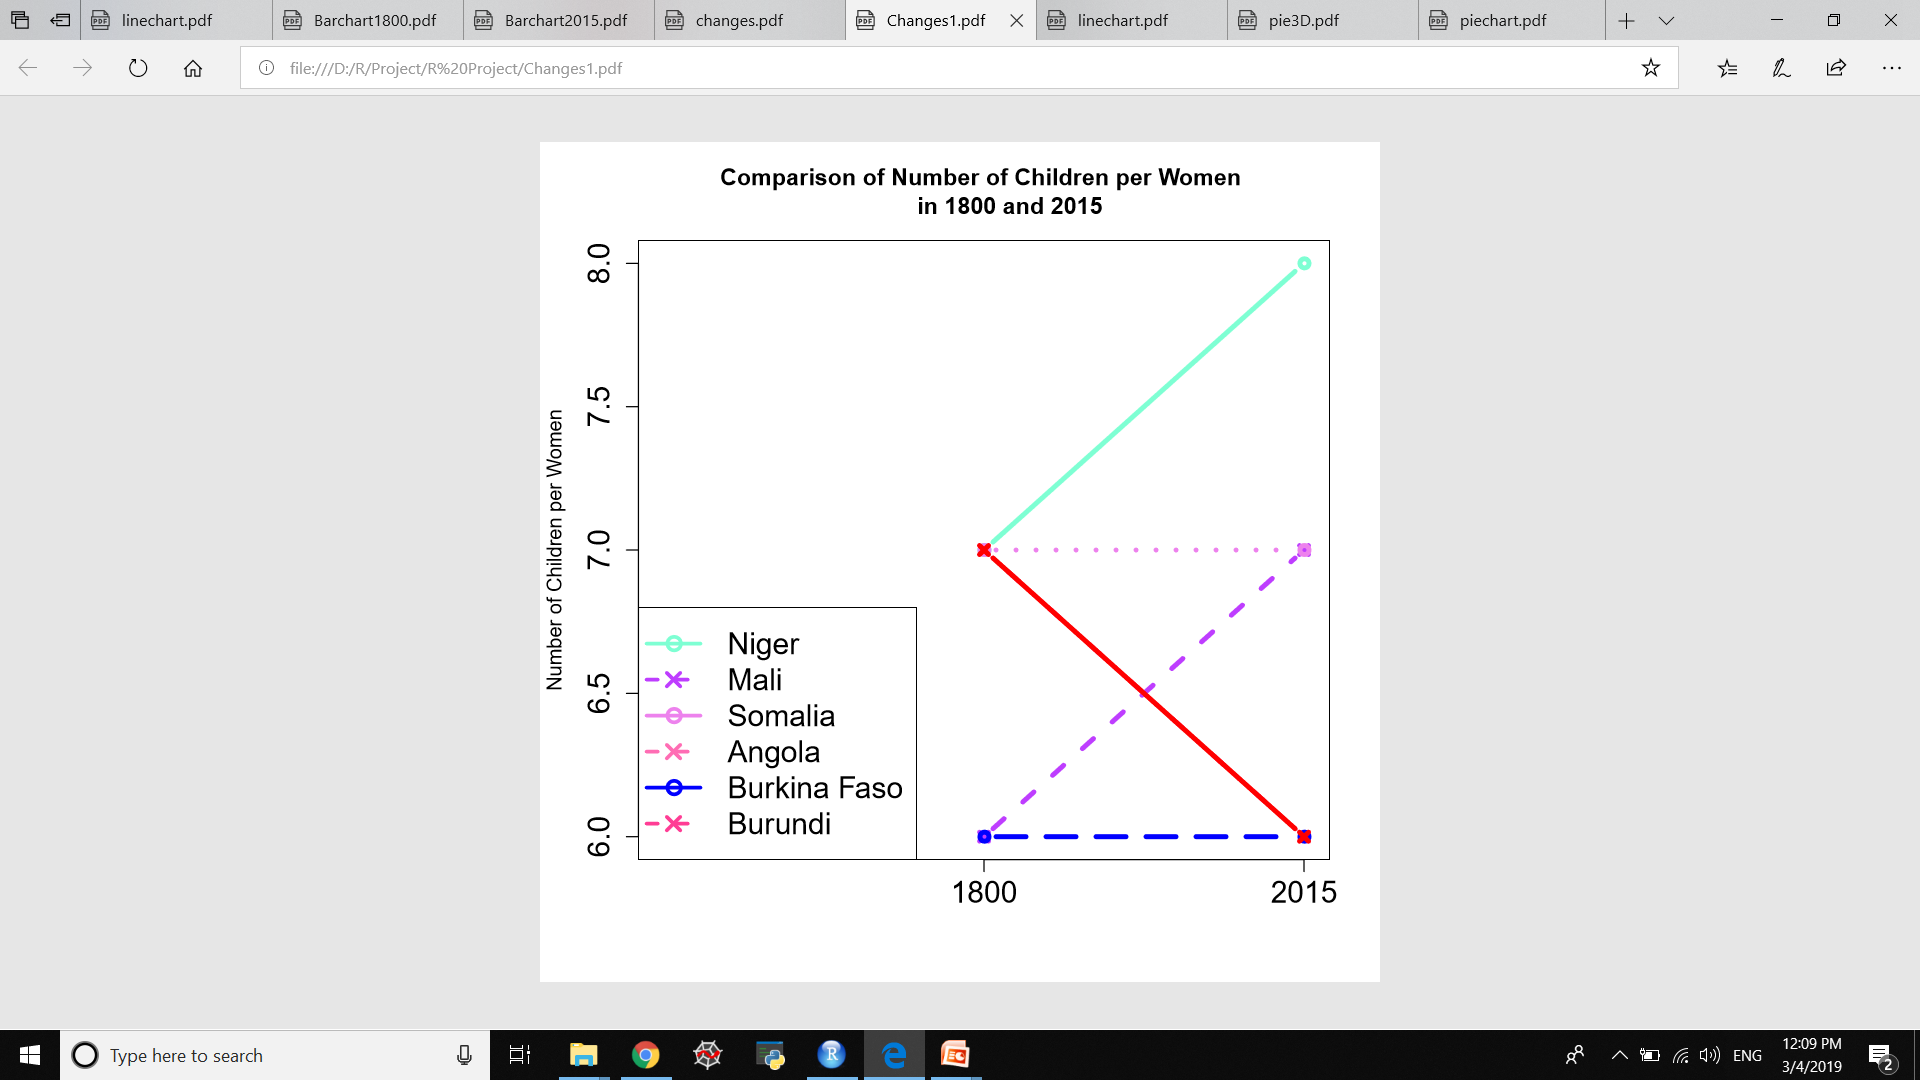 linechart.pdf
Barchart1800.pdf
Barchart2015.pdf
changes.pdf
Changes1.pdf
linechart.pdf
pie3D.pdf
piechart.pdf
file:///D:/R/Project/R%20Project/Changes1.pdf
Comparison of Number of Children per Women
in 1800 and 2015
Number of Children per Women
8.0
7.5
7.0
6.5
6.0
Niger
Mali
Somalia
Angola
Burkina Faso
Burundi
1800
2015
Type here to search
ENG
12:09 PM
3/4/2019
2